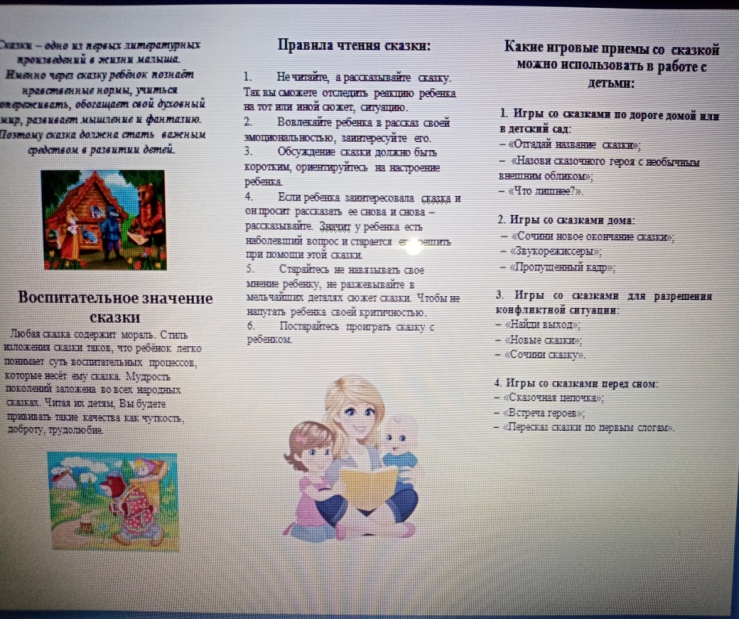 Сказки – одно из первых литературных
произведений в жизни малыша.
Именно через сказку ребёнок познаёт
нравственные нормы, учиться
сопереживать, обогащает свой духовный
мир, развивает мышление и фантазию.
Поэтому сказка должна стать важным
средством в развитии детей.
Воспитательное значение
сказки
Любая сказка содержит мораль. Стиль
изложения сказки таков, что ребёнок легко
понимает суть воспитательных процессов,
которые несёт ему сказка. Мудрость
поколений заложена во всех народных
сказках. Читая их детям, Вы будете
прививать такие качества как чуткость,
доброту, трудолюбие.
Правила чтения сказки:
1. Не читайте, а рассказывайте сказку.
Так вы сможете отследить реакцию ребенка
на тот или иной сюжет, ситуацию.
2. Вовлекайте ребенка в рассказ своей
эмоциональностью, заинтересуйте его.
3. Обсуждение сказки должно быть
коротким, ориентируйтесь на настроение
ребенка.
4. Если ребенка заинтересовала сказка и
он просит рассказать ее снова и снова –
рассказывайте. Значит у ребенка есть
наболевший вопрос и старается его решить
при помощи этой сказки.
5. Старайтесь не навязывать свое
мнение ребенку, не разжевывайте в
мельчайших деталях сюжет сказки. Чтобы не
напугать ребенка своей критичностью.
6. Постарайтесь проиграть сказку с
ребенком.
Какие игровые приемы со сказкой
можно использовать в работе с
детьми:
1. Игры со сказками по дороге домой или
в детский сад:
– «Отгадай название сказки»;
– «Назови сказочного героя с необычным
внешним обликом»;
– «Что лишнее?».
2. Игры со сказками дома:
– «Сочини новое окончание сказки»;
– «Звукорежиссеры»;
– «Пропущенный кадр»;
3. Игры со сказками для разрешения
конфликтной ситуации:
– «Найди выход»;
– «Новые сказки»;
– «Сочини сказку».
4. Игры со сказками перед сном:
– «Сказочная цепочка»;
– «Встреча героев»;
– «Пересказ сказки по первым слогам».